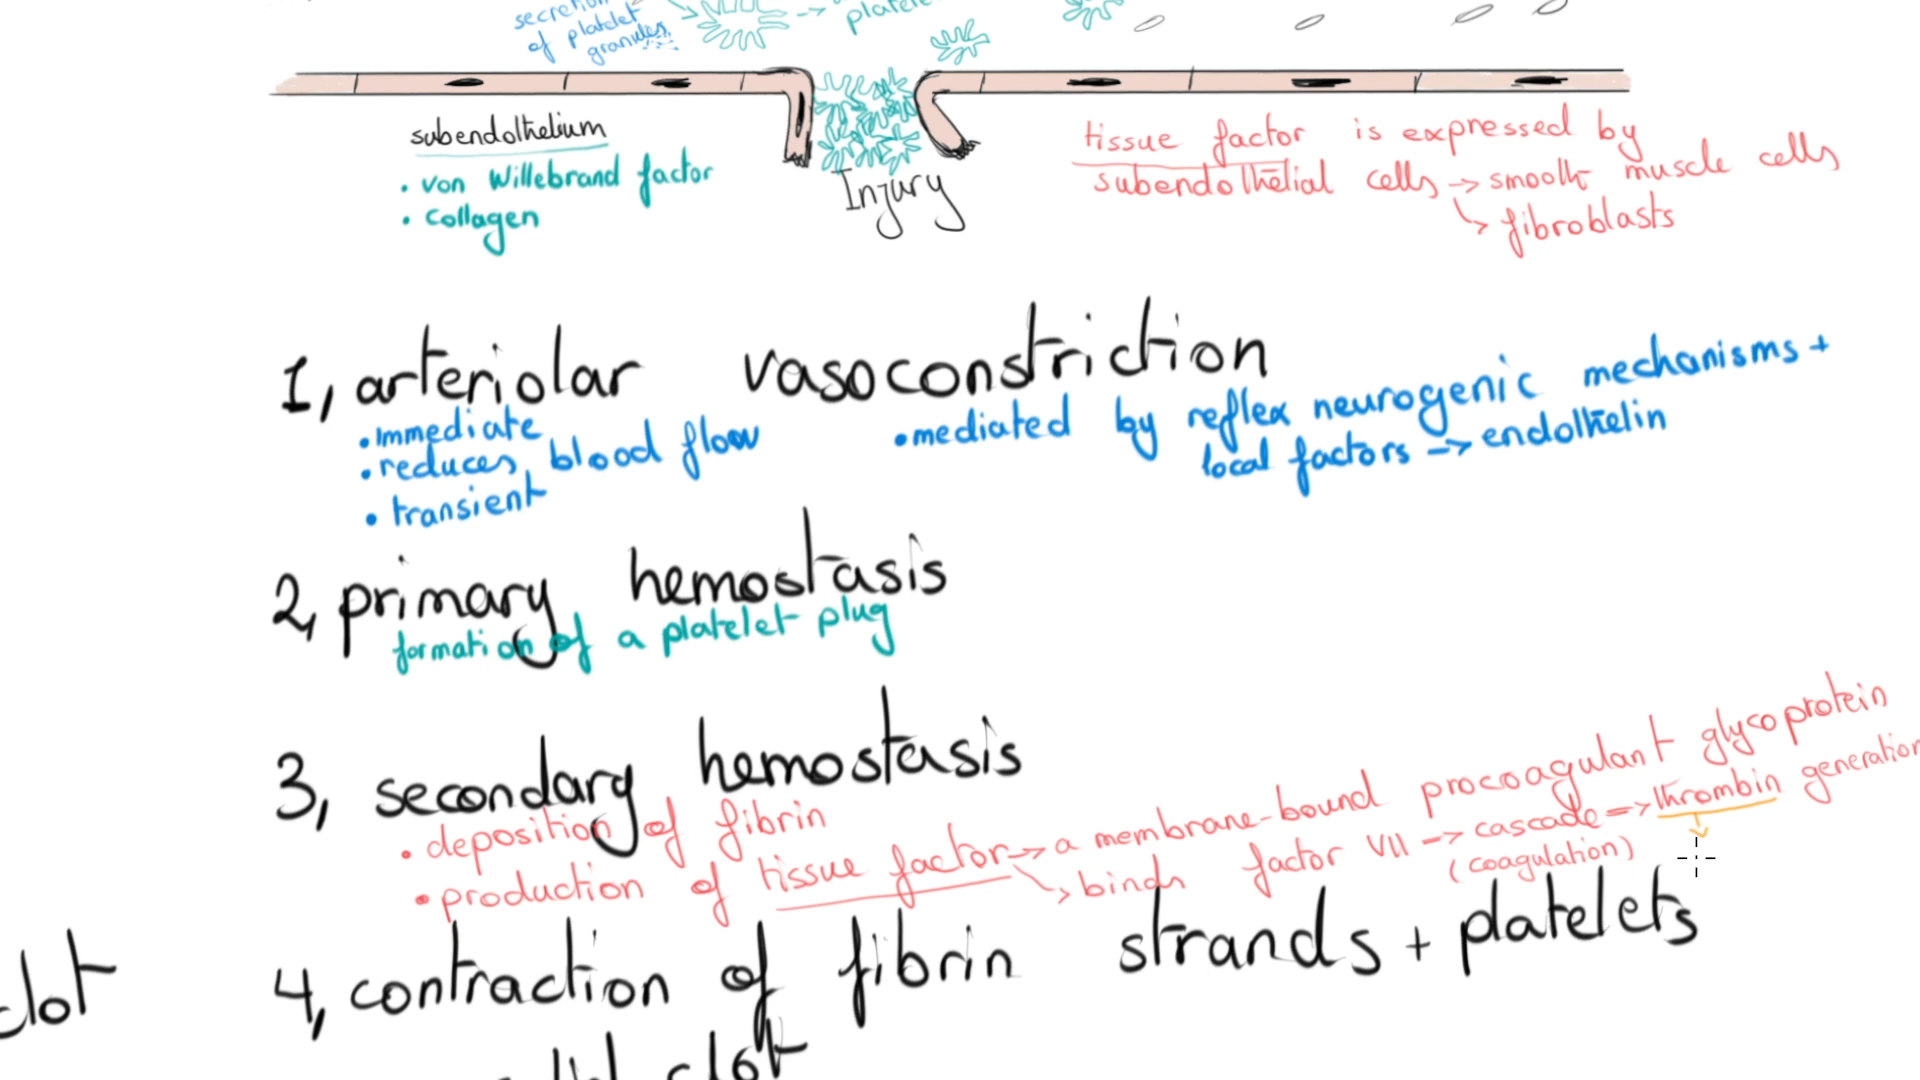 secretion
of platelet
granules
subendothelium
• von Willebrand factor
• Collagen
Injury
tissue factor is expressed by
subendothelial cells -> smooth muscle cells
-> fibroblasts
1, arteriolar vasoconstriction
• immediate
• reduces blood flow
• transient
• mediated by reflex neurogenic mechanisms +
local factors -> endothelin
2, primary hemostasis
formation of a platelet plug
3, secondary hemostasis
• deposition of fibrin
• production of tissue factor -> a membrane-bound procoagulant glycoprotein
-> binds factor VII -> cascade => thrombin generation
(coagulation)
4, contraction of fibrin strands + platelets
clot
clot